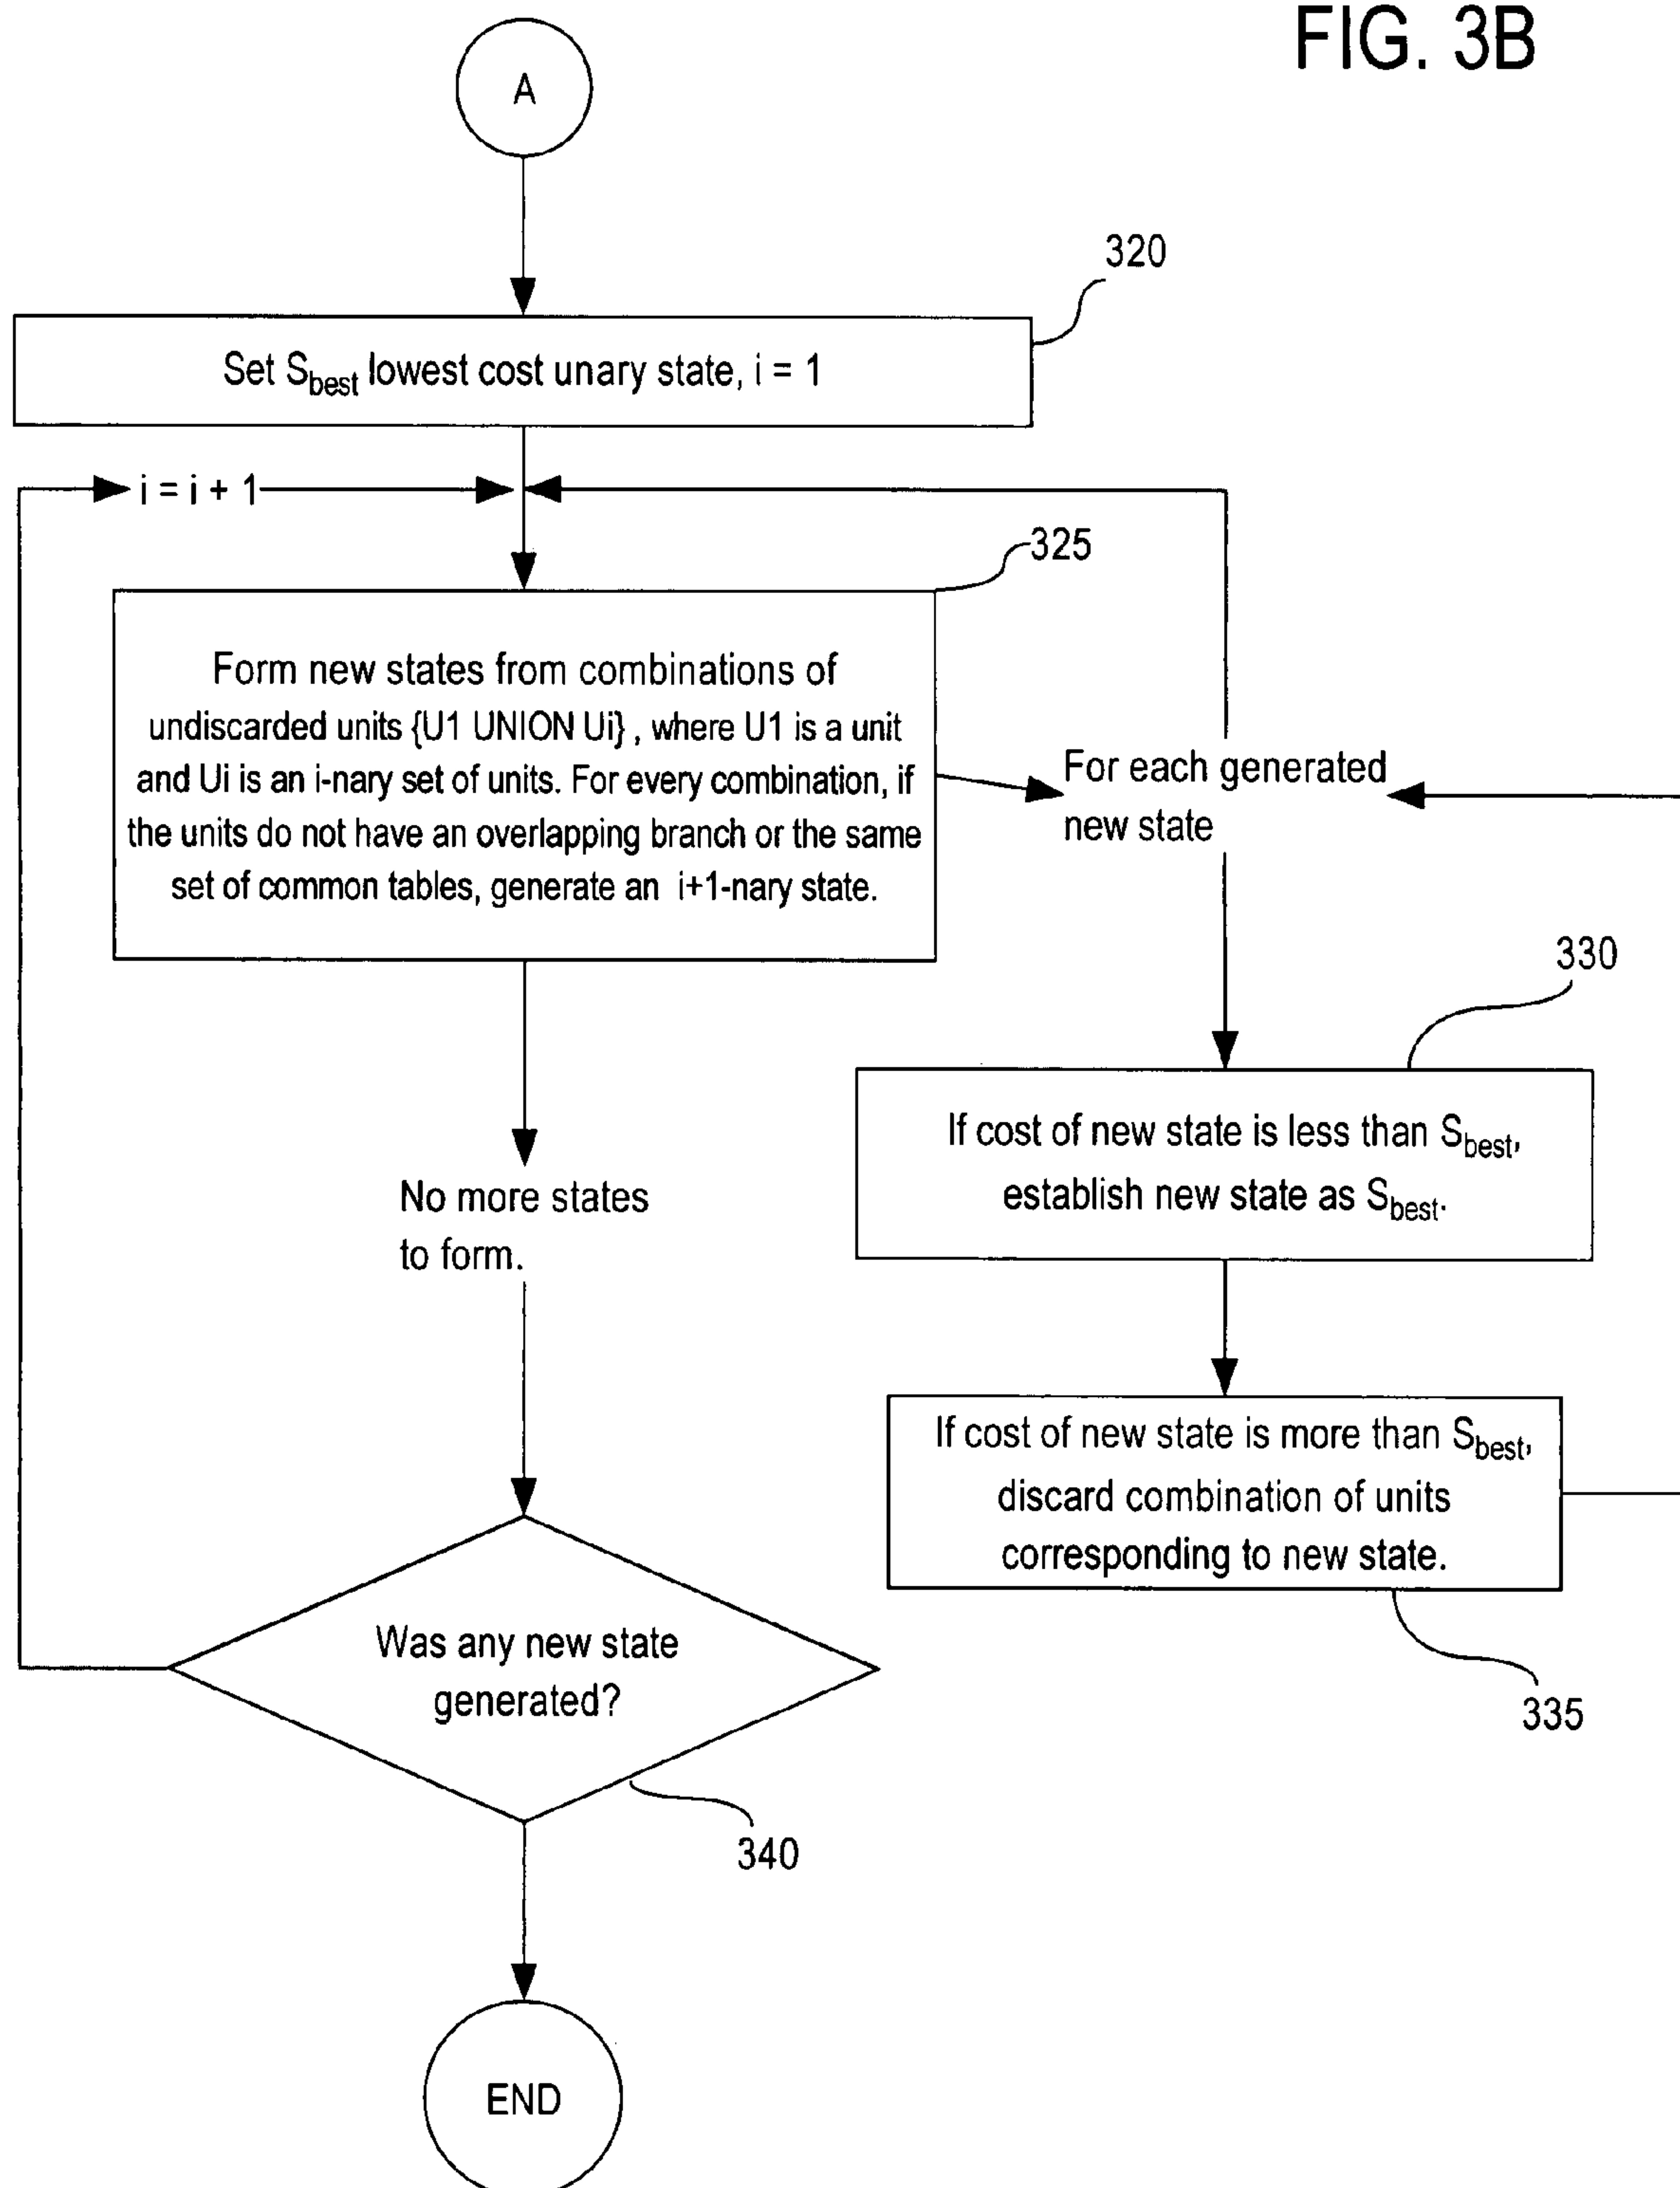 FIG. 3B
A
320
Set Sbest lowest cost unary state, i = 1
i = i + 1
325
Form new states from combinations of
undiscarded units {U1 UNION Ui} , where U1 is a unit
and Ui is an i-nary set of units. For every combination, if
the units do not have an overlapping branch or the same
set of common tables, generate an i+1-nary state.
For each generated
new state
330
If cost of new state is less than Sbest,
establish new state as Sbest.
No more states
to form.
If cost of new state is more than Sbest,
discard combination of units
corresponding to new state.
335
Was any new state
generated?
340
END